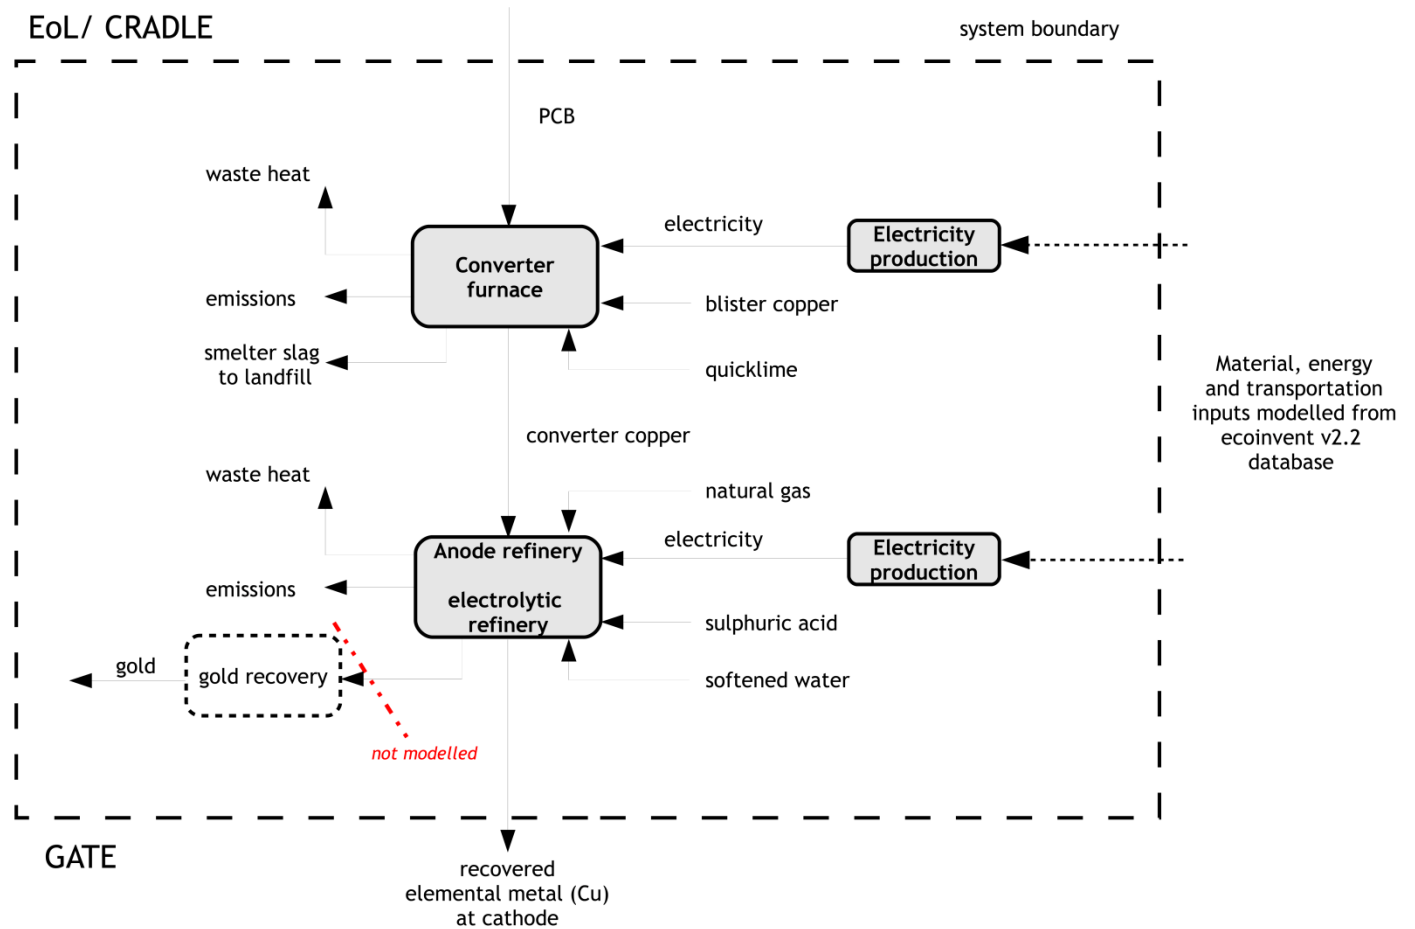 EoL/ CRADLE
system boundary
PCB
waste heat
electricity
Electricity
production
Converter
furnace
emissions
blister copper
smelter slag
to landfill
quicklime
Material, energy
and transportation
inputs modelled from
ecoinvent v2.2
database
converter copper
waste heat
natural gas
electricity
Electricity
production
Anode refinery
electrolytic
refinery
emissions
sulphuric acid
gold
gold recovery
softened water
not modelled
GATE
recovered
elemental metal (Cu)
at cathode